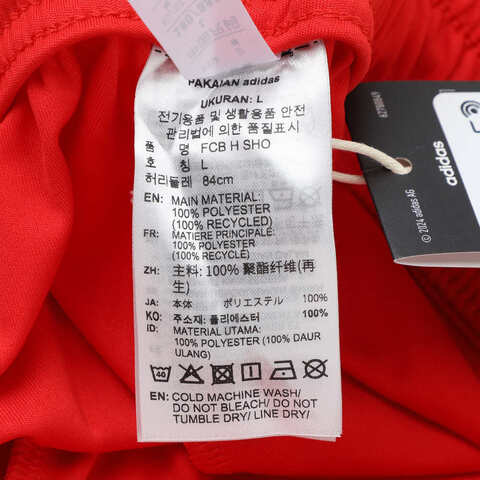 PAKAIAN adidas
UKURAN: L
전기용품 및 생활용품 안전
관리법에 의한 품질표시
품 명 FCB H SHO
호 칭 L
허리둘레 84cm
EN: MAIN MATERIAL:
100% POLYESTER
(100% RECYCLED)
FR: MATIERE PRINCIPALE:
100% POLYESTER
(100% RECYCLÉ)
ZH: 主料: 100% 聚酯纤维(再
生)
JA: 本体 ポリエステル 100%
KO: 주소재: 폴리에스터 100%
ID: MATERIAL UTAMA:
100% POLYESTER (100% DAUR
ULANG)
40
EN: COLD MACHINE WASH/
DO NOT BLEACH/ DO NOT
TUMBLE DRY/ LINE DRY/
adidas
© 2024 adidas AG